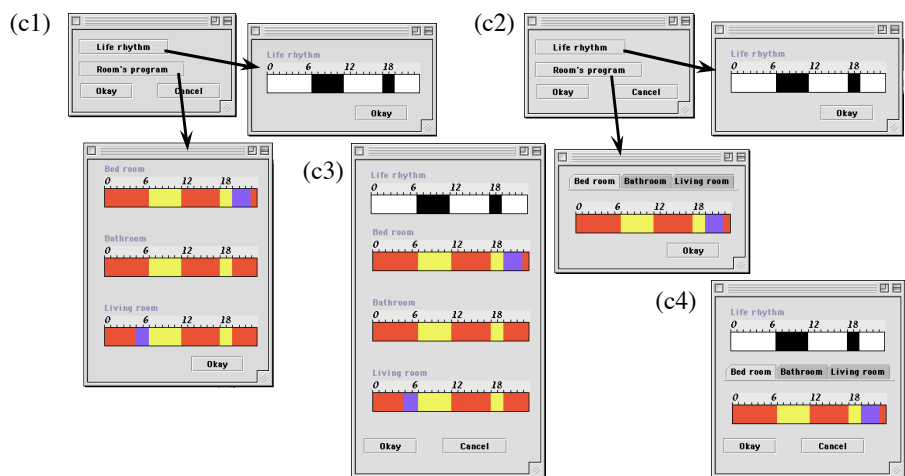 (c1)
Life rhythm
Room's program
Okay Cancel
Life rhythm
0 6 12 18
Okay
Bed room
0 6 12 18
Bathroom
0 6 12 18
Living room
0 6 12 18
Okay
(c2)
Life rhythm
Room's program
Okay Cancel
Life rhythm
0 6 12 18
Okay
Bed room Bathroom Living room
0 6 12 18
Okay
(c3)
Life rhythm
0 6 12 18
Bed room
0 6 12 18
Bathroom
0 6 12 18
Living room
0 6 12 18
Okay Cancel
(c4)
Life rhythm
0 6 12 18
Bed room Bathroom Living room
0 6 12 18
Okay Cancel